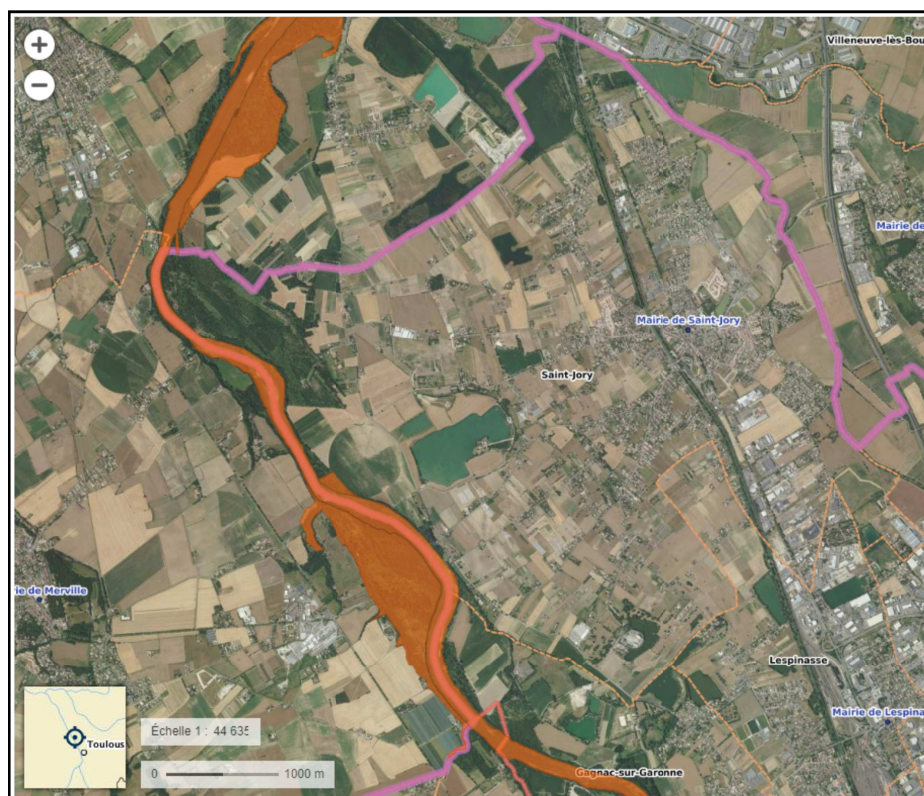 +
Villeneuve-lès-Bou
−
Mairie de
Mairie de Saint-Jory
Saint-Jory
rie de Merville
Lespinasse
Mairie de Lespina
Toulous
Échelle 1 : 44 635
0 1000 m
Gagnac-sur-Garonne